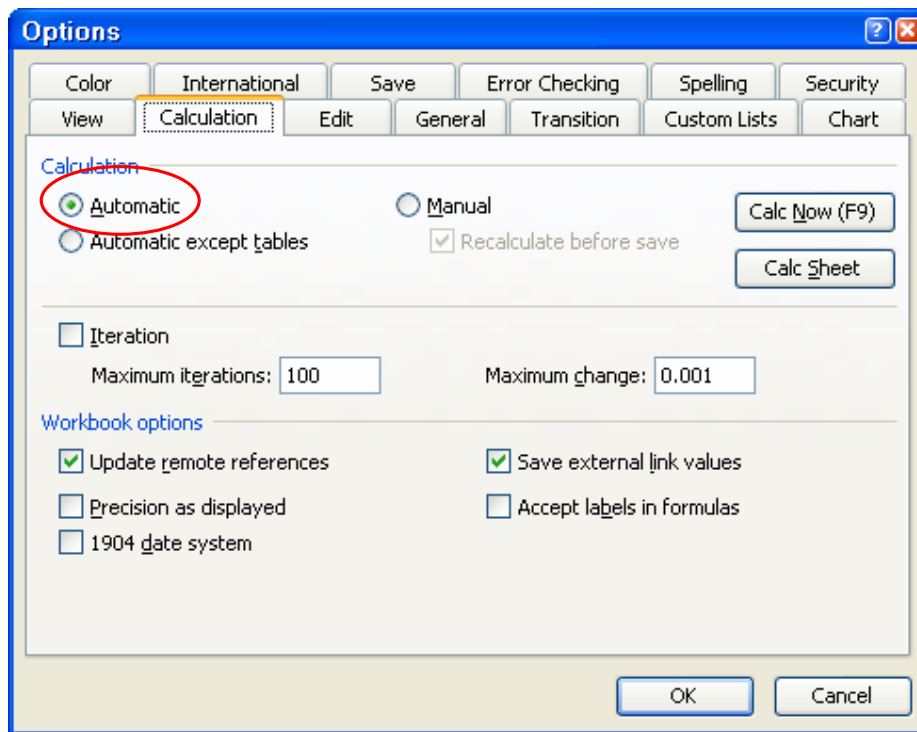 Options
Color International Save Error Checking Spelling Security
View Calculation Edit General Transition Custom Lists Chart
Calculation
Automatic Manual Calc Now (F9)
Automatic except tables Recalculate before save
Calc Sheet
Iteration
Maximum iterations: 100 Maximum change: 0.001
Workbook options
Update remote references Save external link values
Precision as displayed Accept labels in formulas
1904 date system
OK Cancel